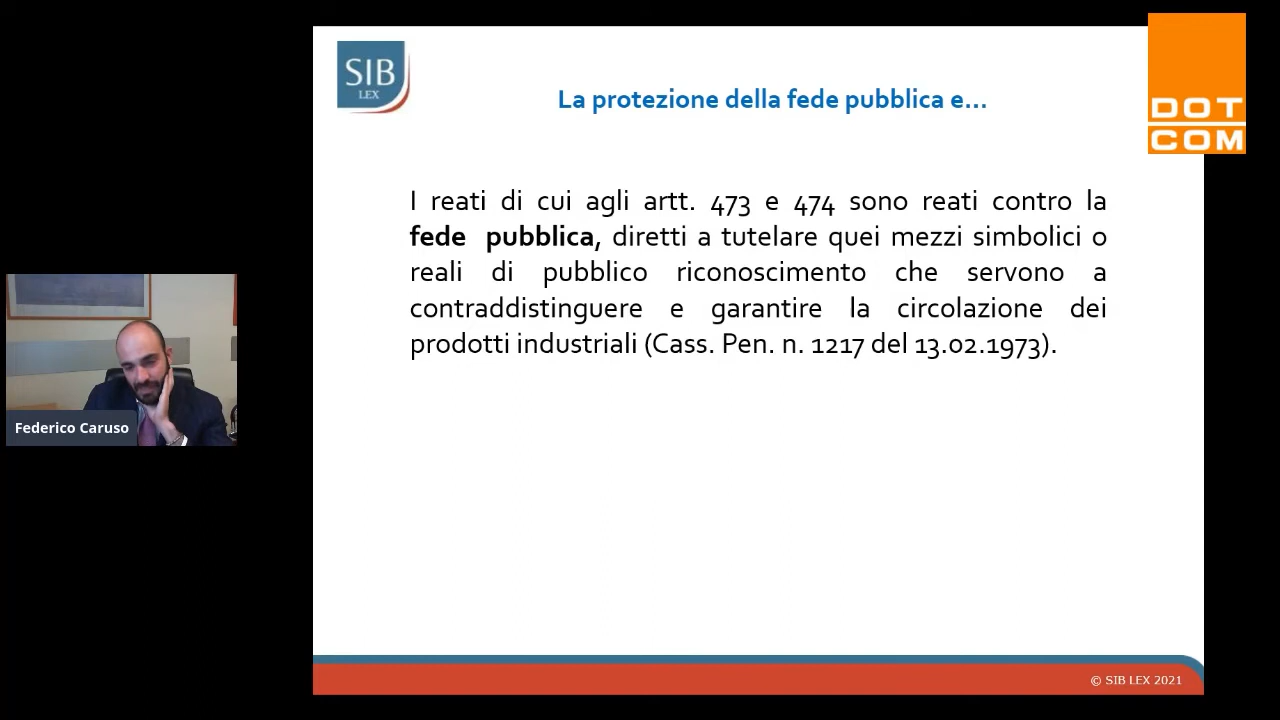 SIB
LEX
La protezione della fede pubblica e...
DOT
COM
I reati di cui agli artt. 473 e 474 sono reati contro la
fede pubblica, diretti a tutelare quei mezzi simbolici o
reali di pubblico riconoscimento che servono a
contraddistinguere e garantire la circolazione dei
prodotti industriali (Cass. Pen. n. 1217 del 13.02.1973).
Federico Caruso
© SIB LEX 2021